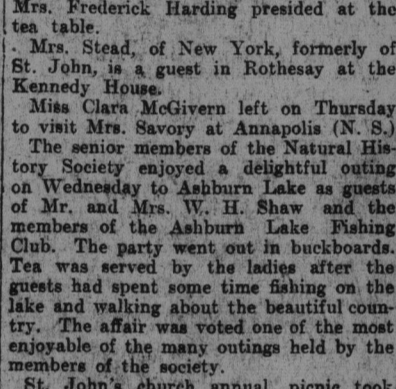 Mrs. Frederick Harding presided at the
tea table.
Mrs. Stead, of New York, formerly of
St. John, is a guest in Rothesay at the
Kennedy House.
Miss Clara McGivern left on Thursday
to visit Mrs. Savory at Annapolis (N. S.)
The senior members of the Natural His-
tory Society enjoyed a delightful outing
on Wednesday to Ashburn Lake as guests
of Mr. and Mrs. W. H. Shaw and the
members of the Ashburn Lake Fishing
Club. The party went out in buckboards.
Tea was served by the ladies after the
guests had spent some time fishing on the
lake and walking about the beautiful coun-
try. The affair was voted one of the most
enjoyable of the many outings held by the
members of the society.
St. John's church annual picnic took